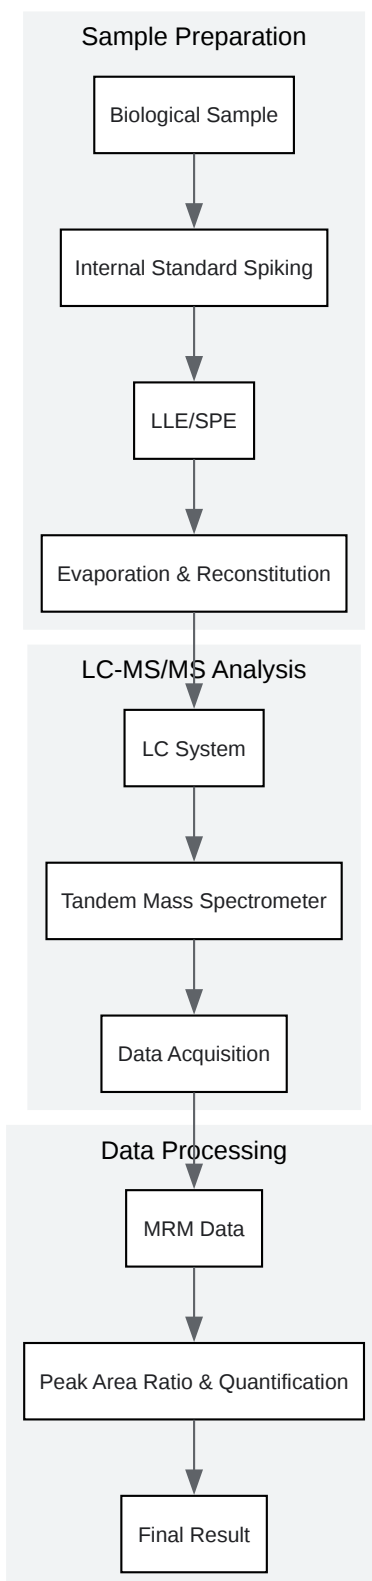 Sample Preparation
Biological Sample
Internal Standard Spiking
LLE/SPE
Evaporation & Reconstitution
LC-MS/MS Analysis
LC System
Tandem Mass Spectrometer
Data Acquisition
Data Processing
MRM Data
Peak Area Ratio & Quantification
Final Result